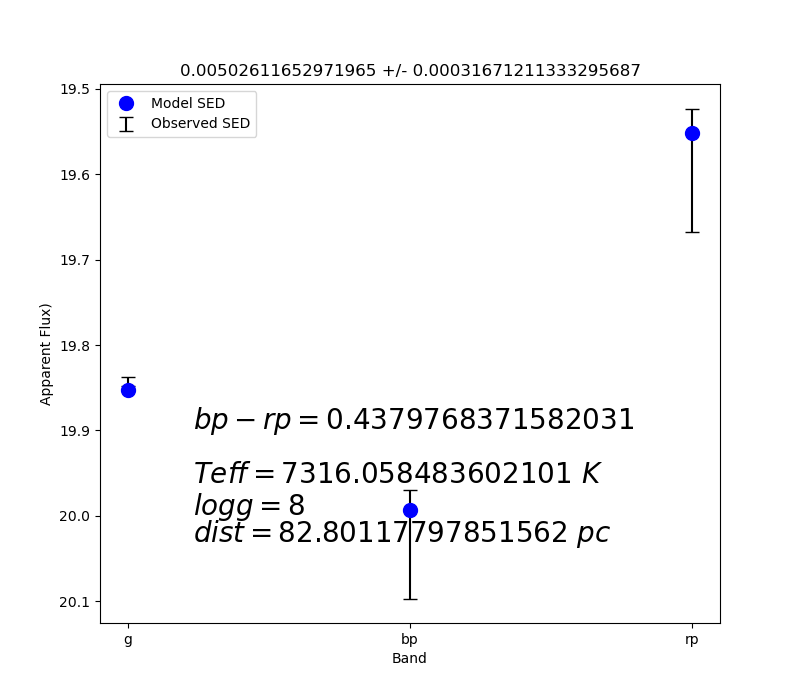 0.00502611652971965 +/- 0.00031671211333295687
Model SED
Observed SED
19.5
19.6
19.7
19.8
19.9
20.0
20.1
Apparent Flux)
bp − rp = 0.4379768371582031
Teff = 7316.058483602101 K
logg = 8
dist = 82.80117797851562 pc
g bp rp
Band